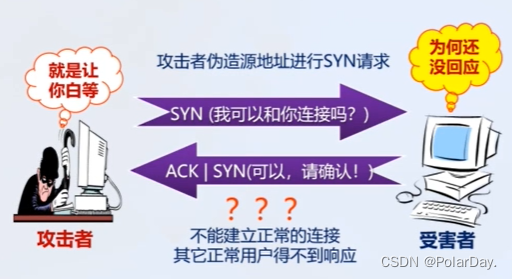 就是让
你白等
攻击者伪造源地址进行SYN请求
为何还
没回应
SYN (我可以和你连接吗？)
ACK | SYN(可以，请确认！)
？？？
不能建立正常的连接
其它正常用户得不到响应
攻击者
受害者
CSDN @PolarDay.